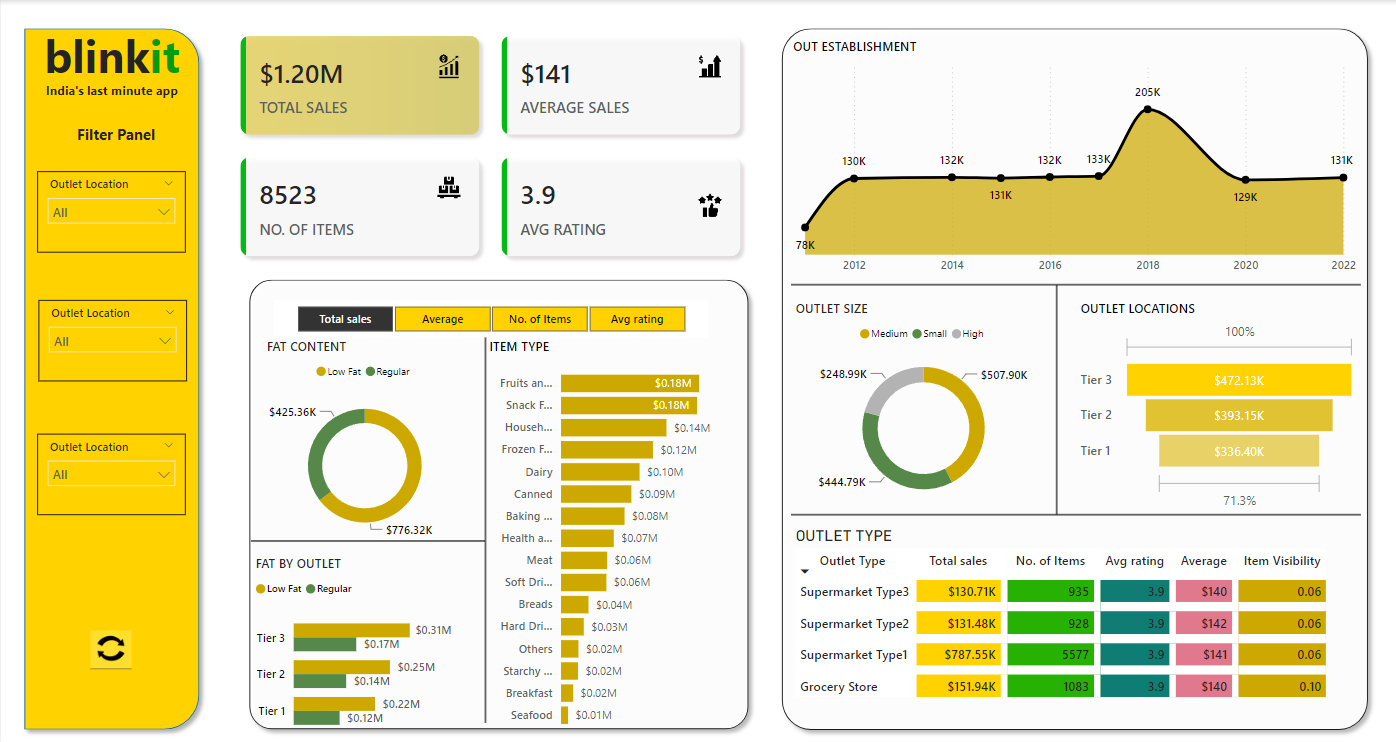 blinkit
India's last minute app
Filter Panel
Outlet Location
All
Outlet Location
All
Outlet Location
All
$1.20M
TOTAL SALES
$141
AVERAGE SALES
8523
NO. OF ITEMS
3.9
AVG RATING
Total sales Average No. of Items Avg rating
FAT CONTENT
Low Fat Regular
$425.36K
$776.32K
FAT BY OUTLET
Low Fat Regular
Tier 3 $0.31M
$0.17M
Tier 2 $0.25M
$0.14M
Tier 1 $0.22M
$0.12M
ITEM TYPE
Fruits an... $0.18M
Snack F... $0.18M
Househ... $0.14M
Frozen F... $0.12M
Dairy $0.10M
Canned $0.09M
Baking ... $0.08M
Health a... $0.07M
Meat $0.06M
Soft Dri... $0.06M
Breads $0.04M
Hard Dri... $0.03M
Others $0.02M
Starchy ... $0.02M
Breakfast $0.02M
Seafood $0.01M
OUT ESTABLISHMENT
78K 130K 132K 131K 132K 133K 205K 129K 131K
2012 2014 2016 2018 2020 2022
OUTLET SIZE
Medium Small High
$248.99K $507.90K
$444.79K
OUTLET LOCATIONS
100%
Tier 3 $472.13K
Tier 2 $393.15K
Tier 1 $336.40K
71.3%
OUTLET TYPE
Outlet Type Total sales No. of Items Avg rating Average Item Visibility
Supermarket Type3 $130.71K 935 3.9 $140 0.06
Supermarket Type2 $131.48K 928 3.9 $142 0.06
Supermarket Type1 $787.55K 5577 3.9 $141 0.06
Grocery Store $151.94K 1083 3.9 $140 0.10